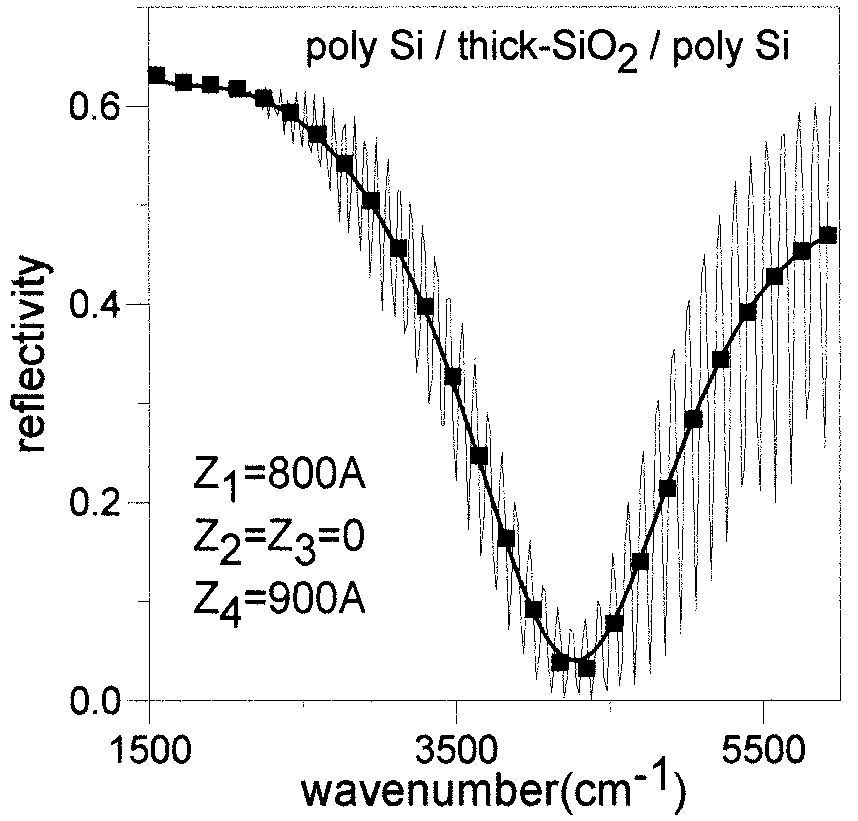 poly Si / thick-SiO₂ / poly Si
0.6
0.4
0.2
0.0
reflectivity
Z₁=800A
Z₂=Z₃=0
Z₄=900A
1500 3500 5500
wavenumber(cm⁻¹)